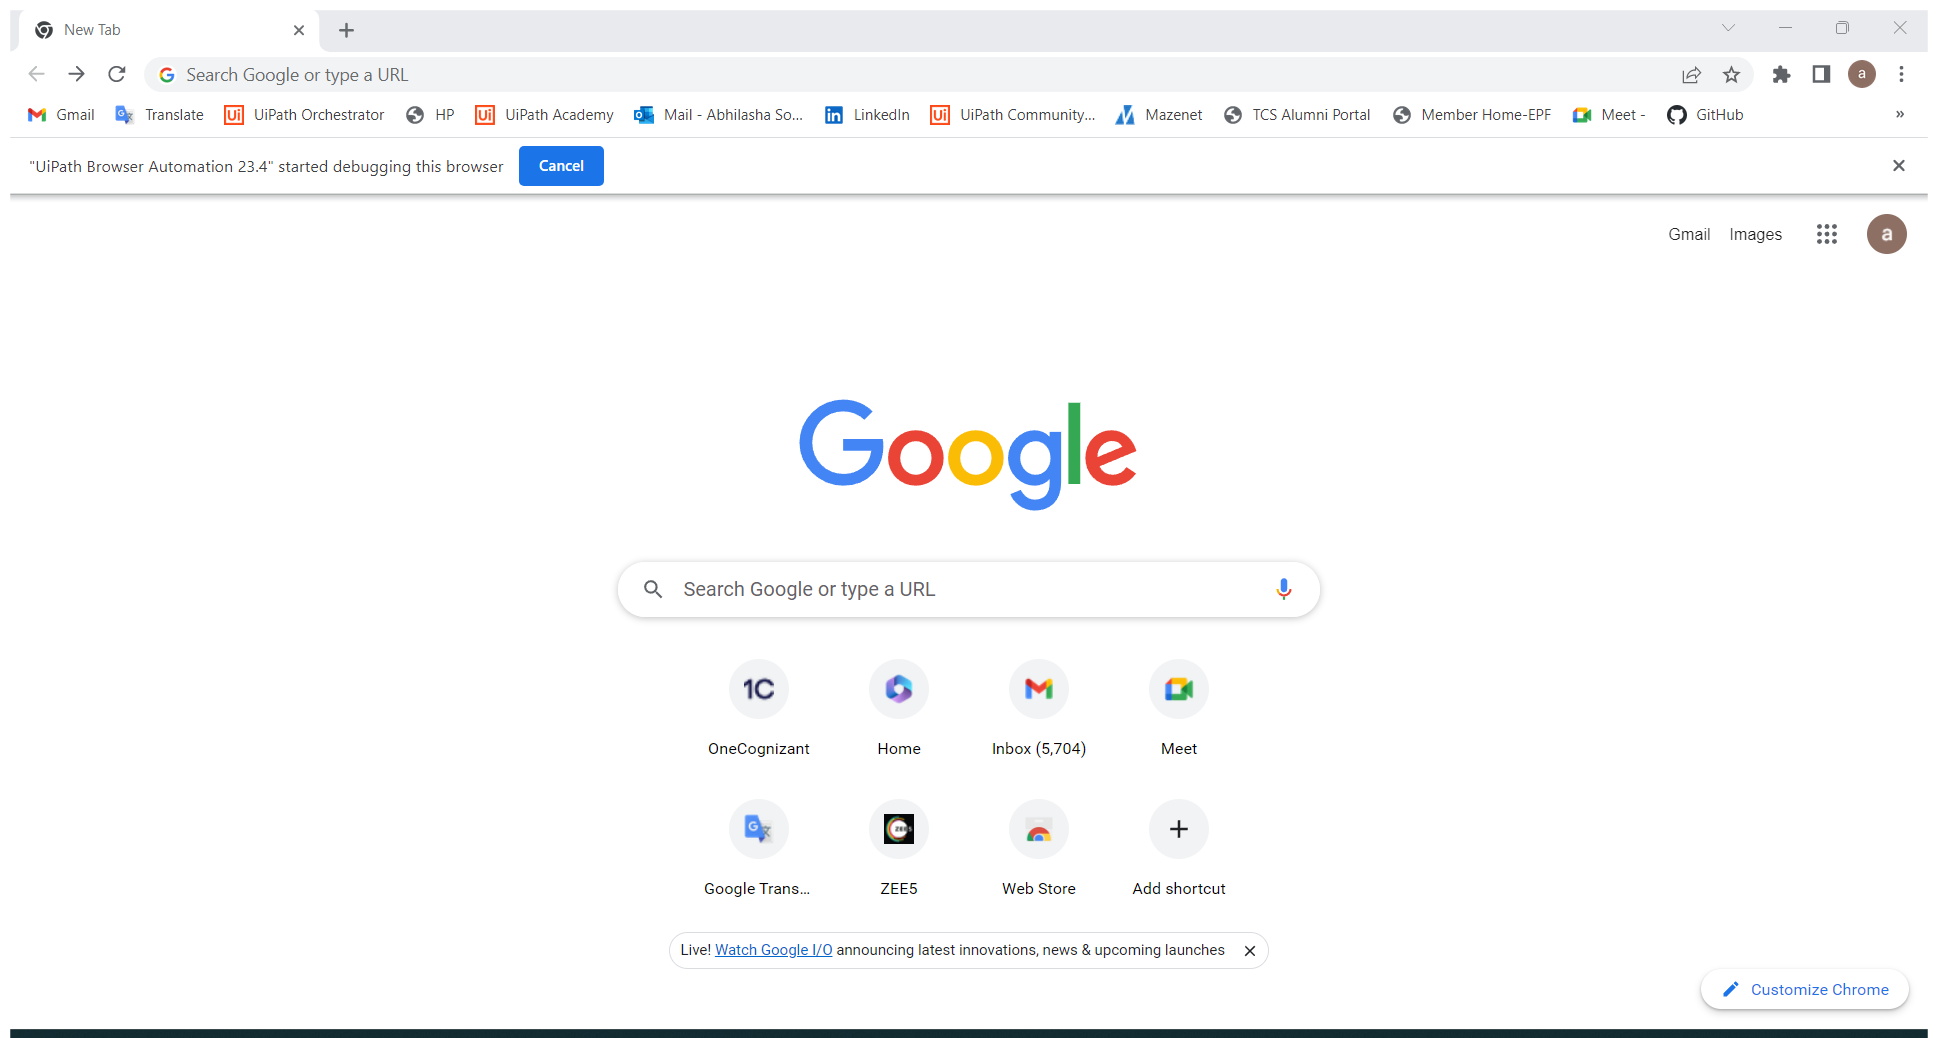 New Tab
Search Google or type a URL
Gmail Translate UiPath Orchestrator HP UiPath Academy Mail - Abhilasha So... LinkedIn UiPath Community... Mazenet TCS Alumni Portal Member Home-EPF Meet - GitHub »
"UiPath Browser Automation 23.4" started debugging this browser Cancel
Gmail Images a
Google
Search Google or type a URL
1C
OneCognizant Home Inbox (5,704) Meet
ZEE5
Google Trans... ZEE5 Web Store Add shortcut
Live! Watch Google I/O announcing latest innovations, news & upcoming launches
Customize Chrome